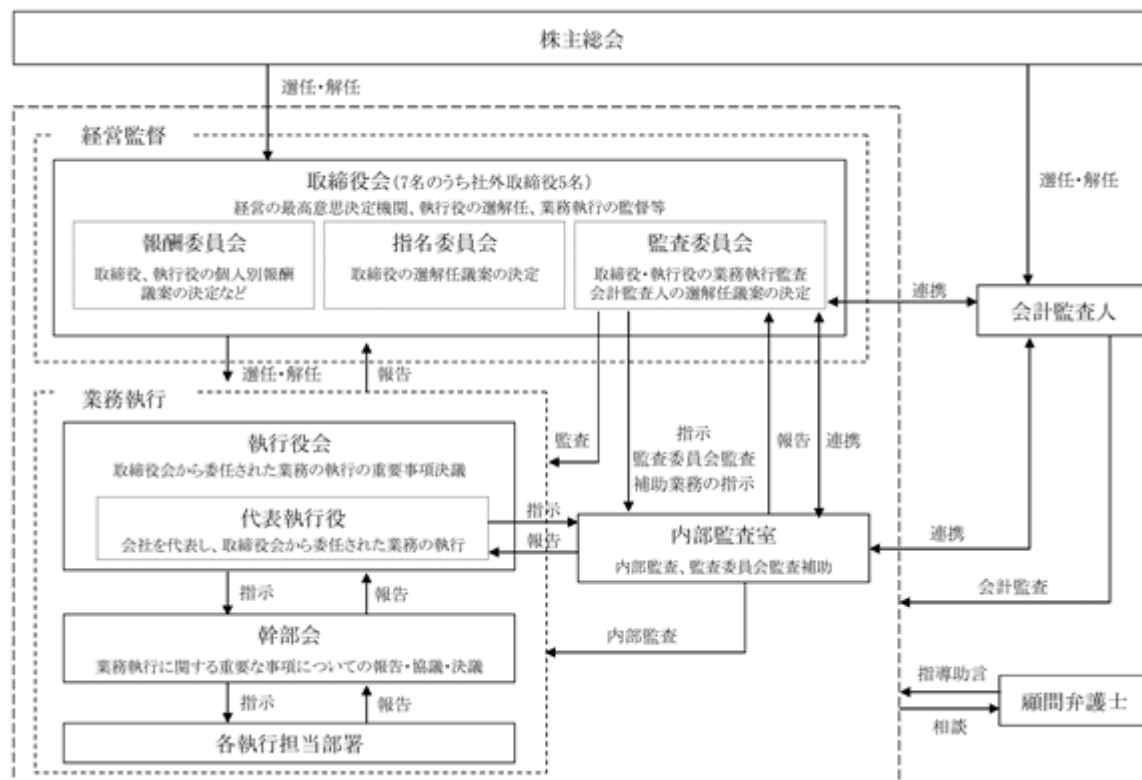 株主総会
選任・解任
選任・解任
経営監督
取締役会(7名のうち社外取締役5名)
経営の最高意思決定機関、執行役の選解任、業務執行の監督等
報酬委員会
取締役、執行役の個人別報酬
議案の決定など
指名委員会
取締役の選解任議案の決定
監査委員会
取締役・執行役の業務執行監査
会計監査人の選解任議案の決定
連携
会計監査人
選任・解任
報告
業務執行
執行役会
取締役会から委任された業務の執行の重要事項決議
代表執行役
会社を代表し、取締役会から委任された業務の執行
監査
指示
監査委員会監査
補助業務の指示
報告
連携
指示
報告
内部監査室
内部監査、監査委員会監査補助
連携
会計監査
指示
報告
幹部会
業務執行に関する重要な事項についての報告・協議・決議
内部監査
指示
報告
各執行担当部署
指導助言
相談
顧問弁護士